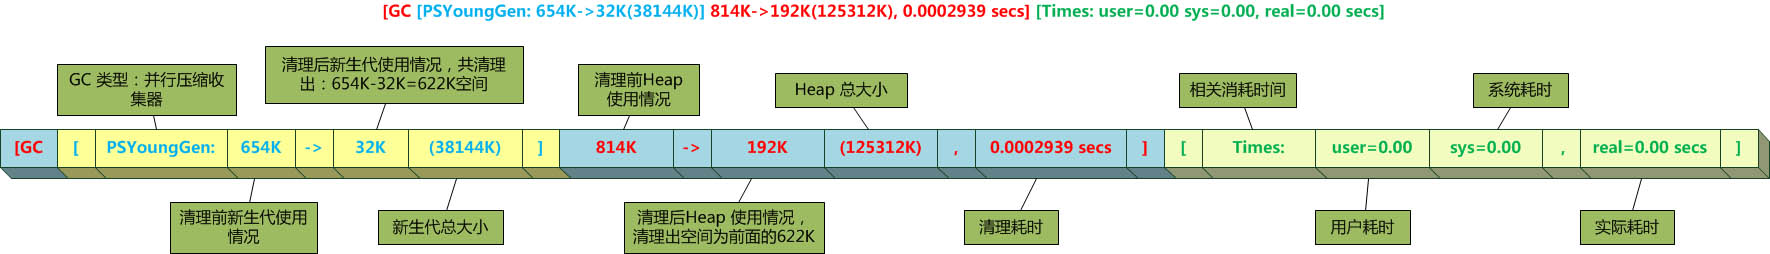 [GC [PSYoungGen: 654K->32K(38144K)] 814K->192K(125312K), 0.0002939 secs] [Times: user=0.00 sys=0.00, real=0.00 secs]
GC 类型：并行压缩收
集器
清理后新生代使用情况，共清理
出：654K-32K=622K空间
清理前Heap
使用情况
Heap 总大小
相关消耗时间
系统耗时
[GC [ PSYoungGen: 654K -> 32K (38144K) ] 814K -> 192K (125312K) , 0.0002939 secs ] [ Times: user=0.00 sys=0.00 , real=0.00 secs ]
清理前新生代使用
情况
新生代总大小
清理后Heap 使用情况，
清理出空间为前面的622K
清理耗时
用户耗时
实际耗时